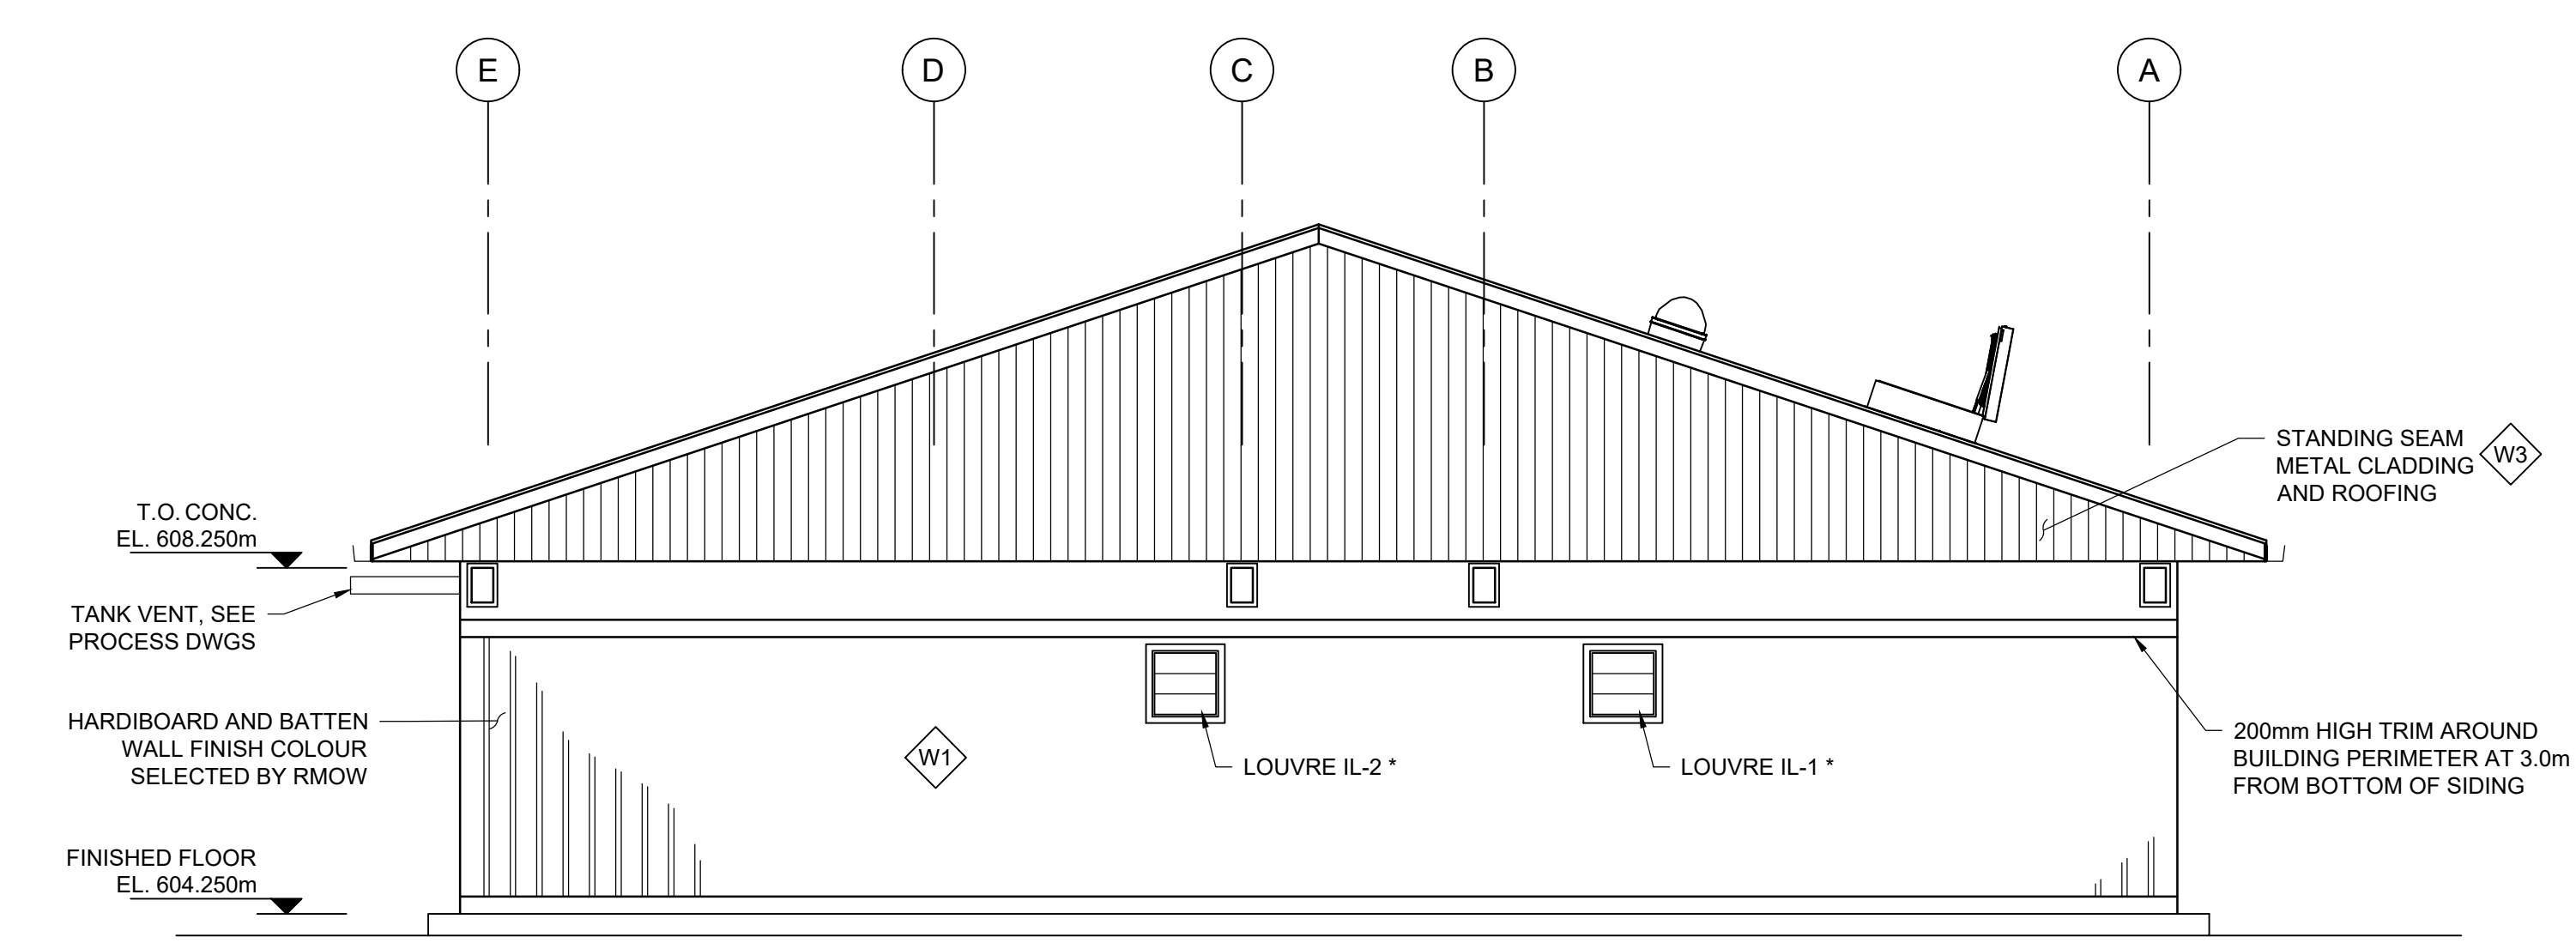 E
D
C
B
A
STANDING SEAM
METAL CLADDING
AND ROOFING
W3
T.O. CONC.
EL. 608.250m
TANK VENT, SEE
PROCESS DWGS
HARDIBOARD AND BATTEN
WALL FINISH COLOUR
SELECTED BY RMOW
W1
LOUVRE IL-2 *
LOUVRE IL-1 *
200mm HIGH TRIM AROUND
BUILDING PERIMETER AT 3.0m
FROM BOTTOM OF SIDING
FINISHED FLOOR
EL. 604.250m